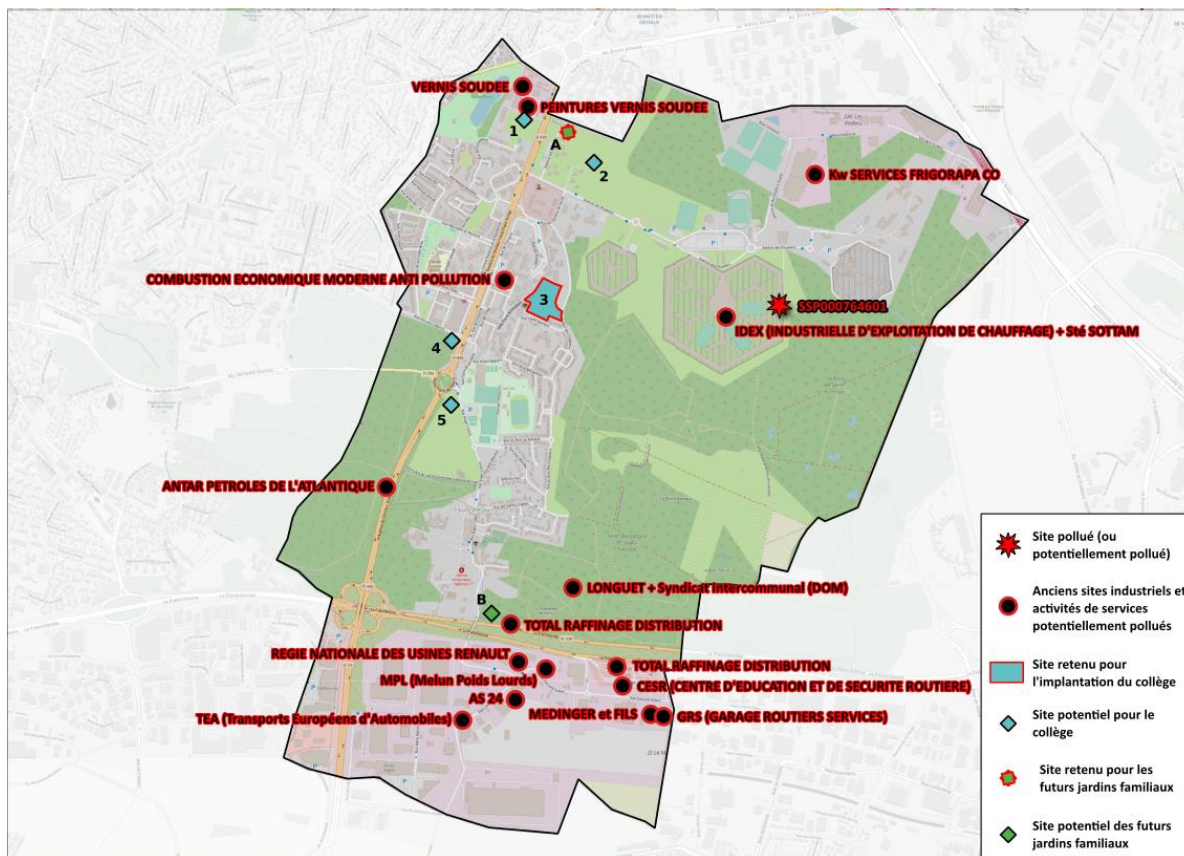 VERNIS SOUDEE
PEINTURES VERNIS SOUDEE
1
A
2
Kw SERVICES FRIGORAPA CO
COMBUSTION ECONOMIQUE MODERNE ANTI POLLUTION
3
SSP000764601
IDEX (INDUSTRIELLE D'EXPLOITATION DE CHAUFFAGE) + Sté SOTTAM
4
5
ANTAR PETROLES DE L'ATLANTIQUE
LONGUET + Syndicat Intercommunal (DOM)
B
TOTAL RAFFINAGE DISTRIBUTION
REGIE NATIONALE DES USINES RENAULT
TOTAL RAFFINAGE DISTRIBUTION
MPL (Melun Poids Lourds)
CESR (CENTRE D'EDUCATION ET DE SECURITE ROUTIERE)
AS 24
MEDINGER et FILS
GRS (GARAGE ROUTIERS SERVICES)
TEA (Transports Européens d'Automobiles)
Site pollué (ou
potentiellement pollué)
Anciens sites industriels et
activités de services
potentiellement pollués
Site retenu pour
l'implantation du collège
Site potentiel pour le
collège
Site retenu pour les
futurs jardins familiaux
Site potentiel des futurs
jardins familiaux